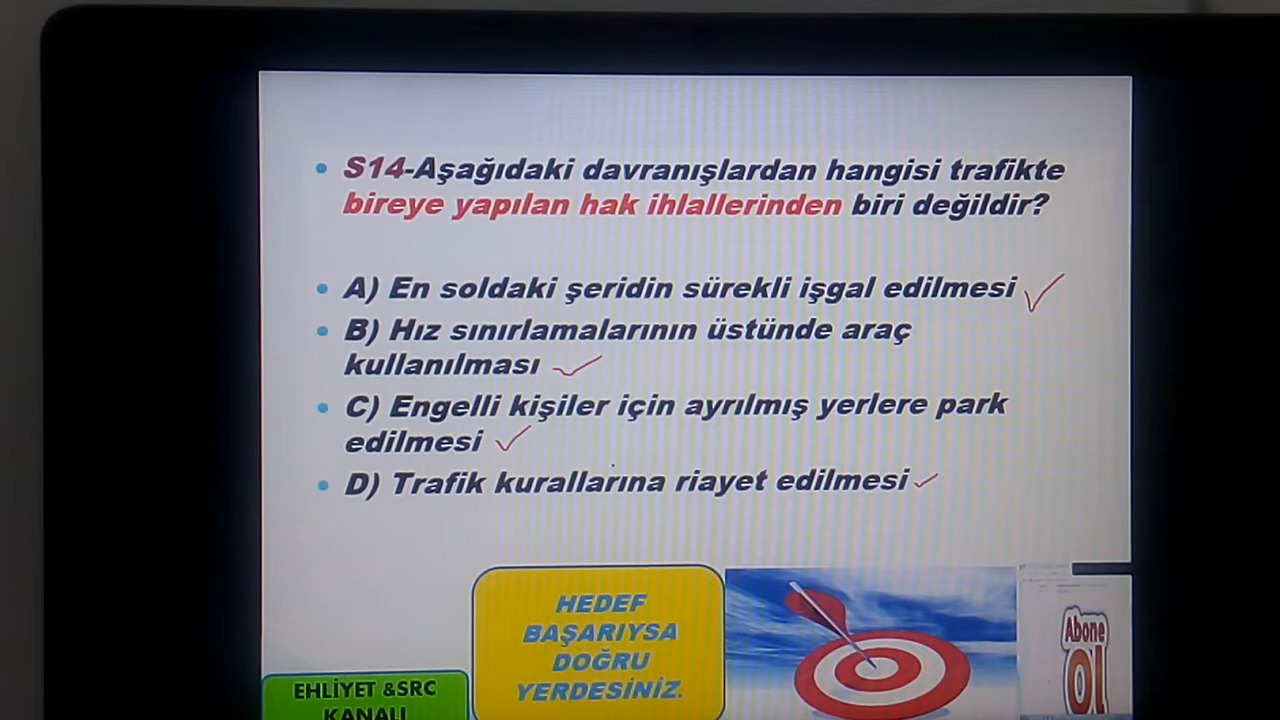 S14-Aşağıdaki davranışlardan hangisi trafikte
bireye yapılan hak ihlallerinden biri değildir?
A) En soldaki şeridin sürekli işgal edilmesi
B) Hız sınırlamalarının üstünde araç
kullanılması
C) Engelli kişiler için ayrılmış yerlere park
edilmesi
D) Trafik kurallarına riayet edilmesi
HEDEF
BAŞARIYSA
DOĞRU
YERDESİNİZ.
EHLİYET &SRC
KANALI
Abone
Ol